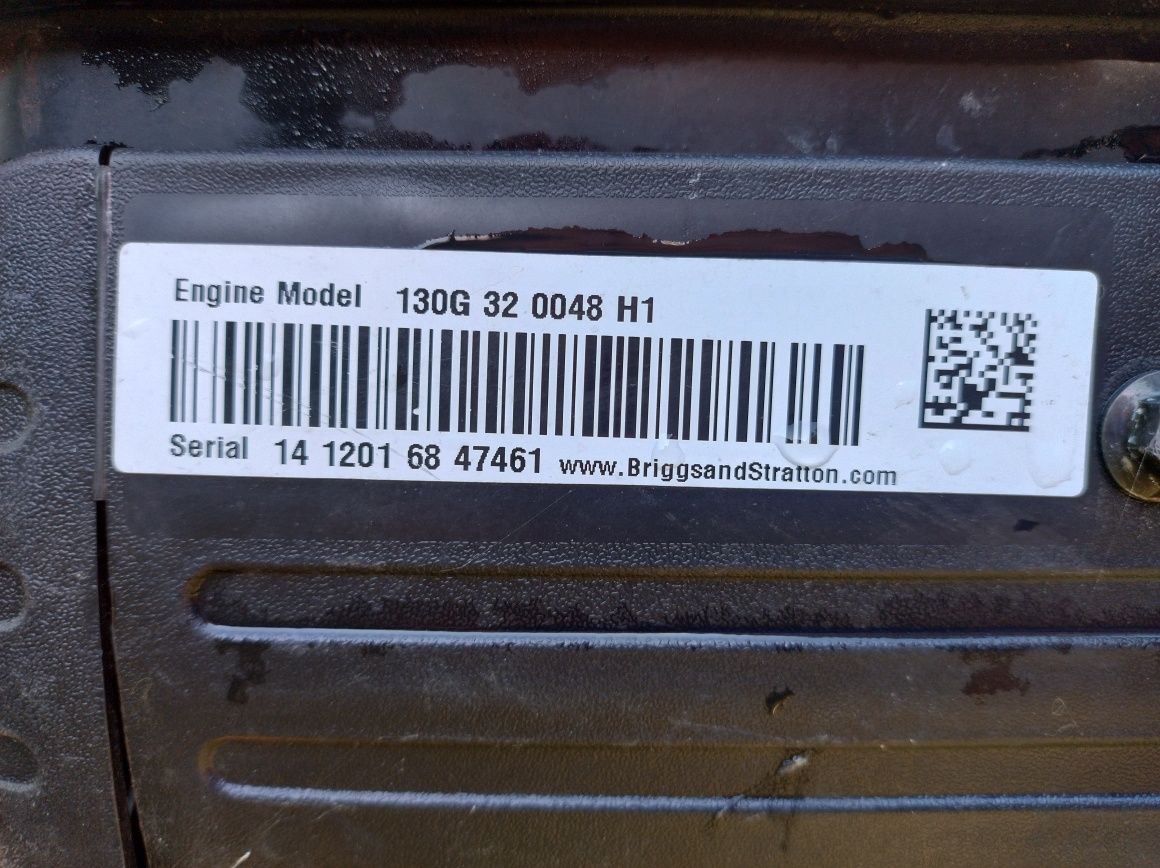 Engine Model 130G 32 0048 H1
Serial 14 1201 68 47461 www.BriggsandStratton.com